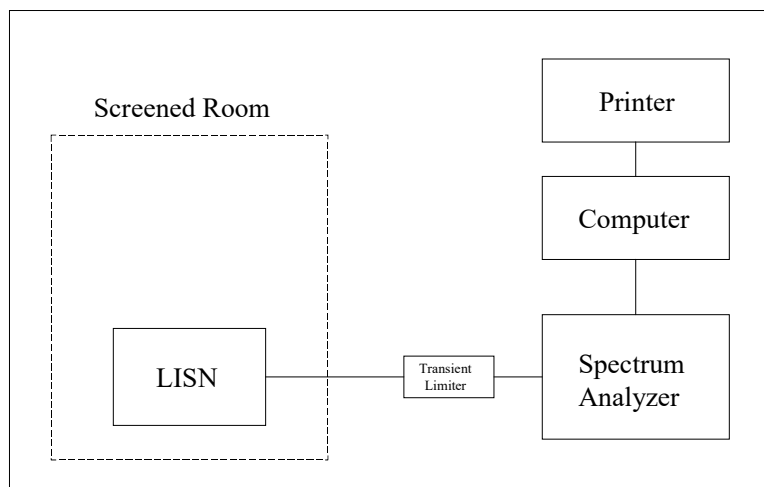 Screened Room
Printer
Computer
LISN
Transient
Limiter
Spectrum
Analyzer